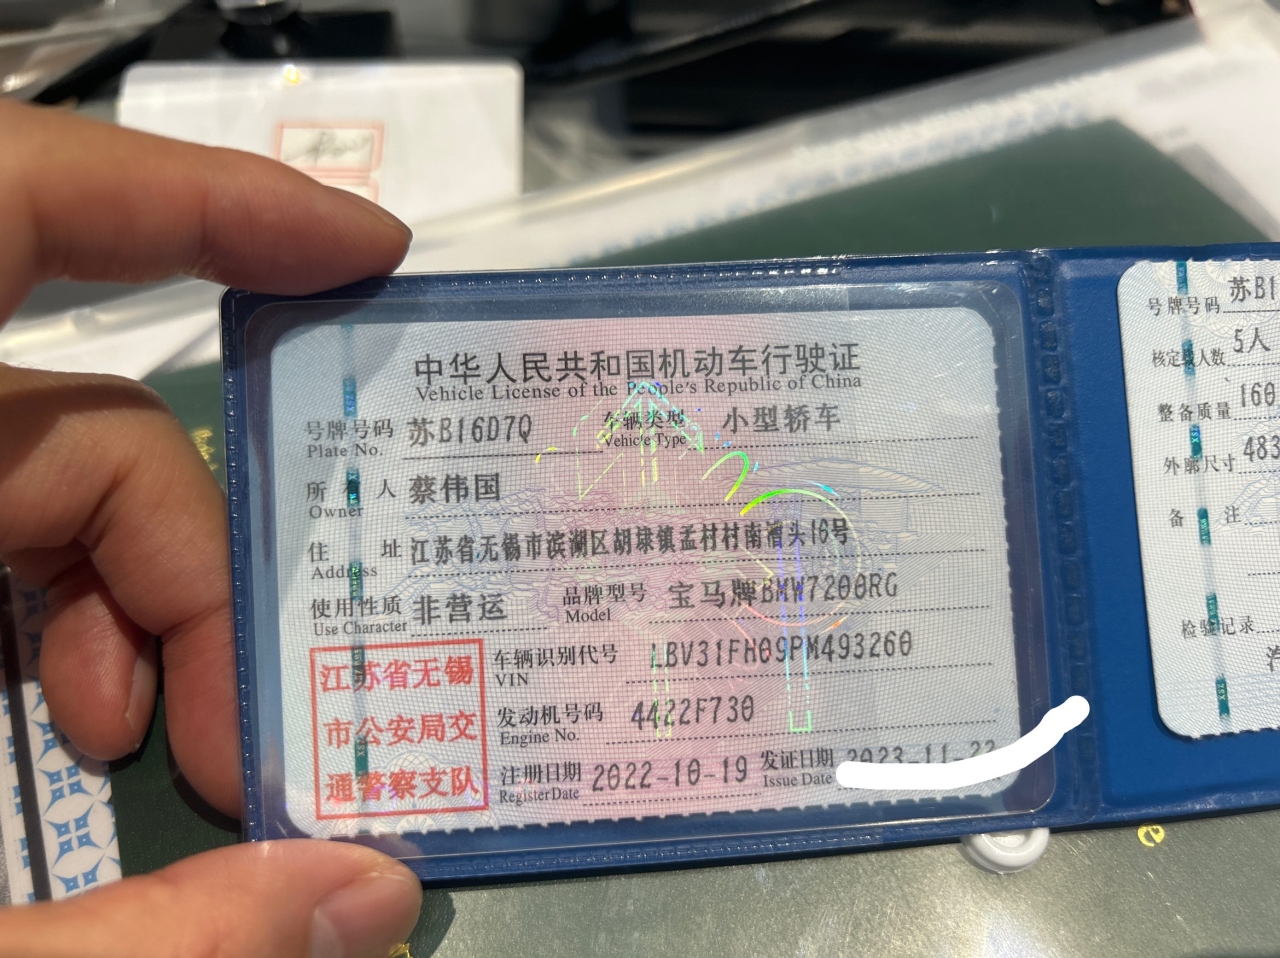 中华人民共和国机动车行驶证
Vehicle License of the People's Republic of China
号牌号码 苏B16D7Q 车辆类型 小型轿车
Plate No. Vehicle Type
所有人 蔡伟国
Owner
住址 江苏省无锡市滨湖区胡埭镇孟村村南渲头16号
Address
使用性质 非营运 品牌型号 宝马牌BMW7200RG
Use Character Model
江苏省无锡
市公安局交
通警察支队
车辆识别代号 LBV31FH09PM493260
VIN
发动机号码 4422F730
Engine No.
注册日期 2022-10-19 发证日期
Register Date Issue Date
号牌号码 苏B1
核定载人数 5人
整备质量 160
外廓尺寸 483
备注
检验记录